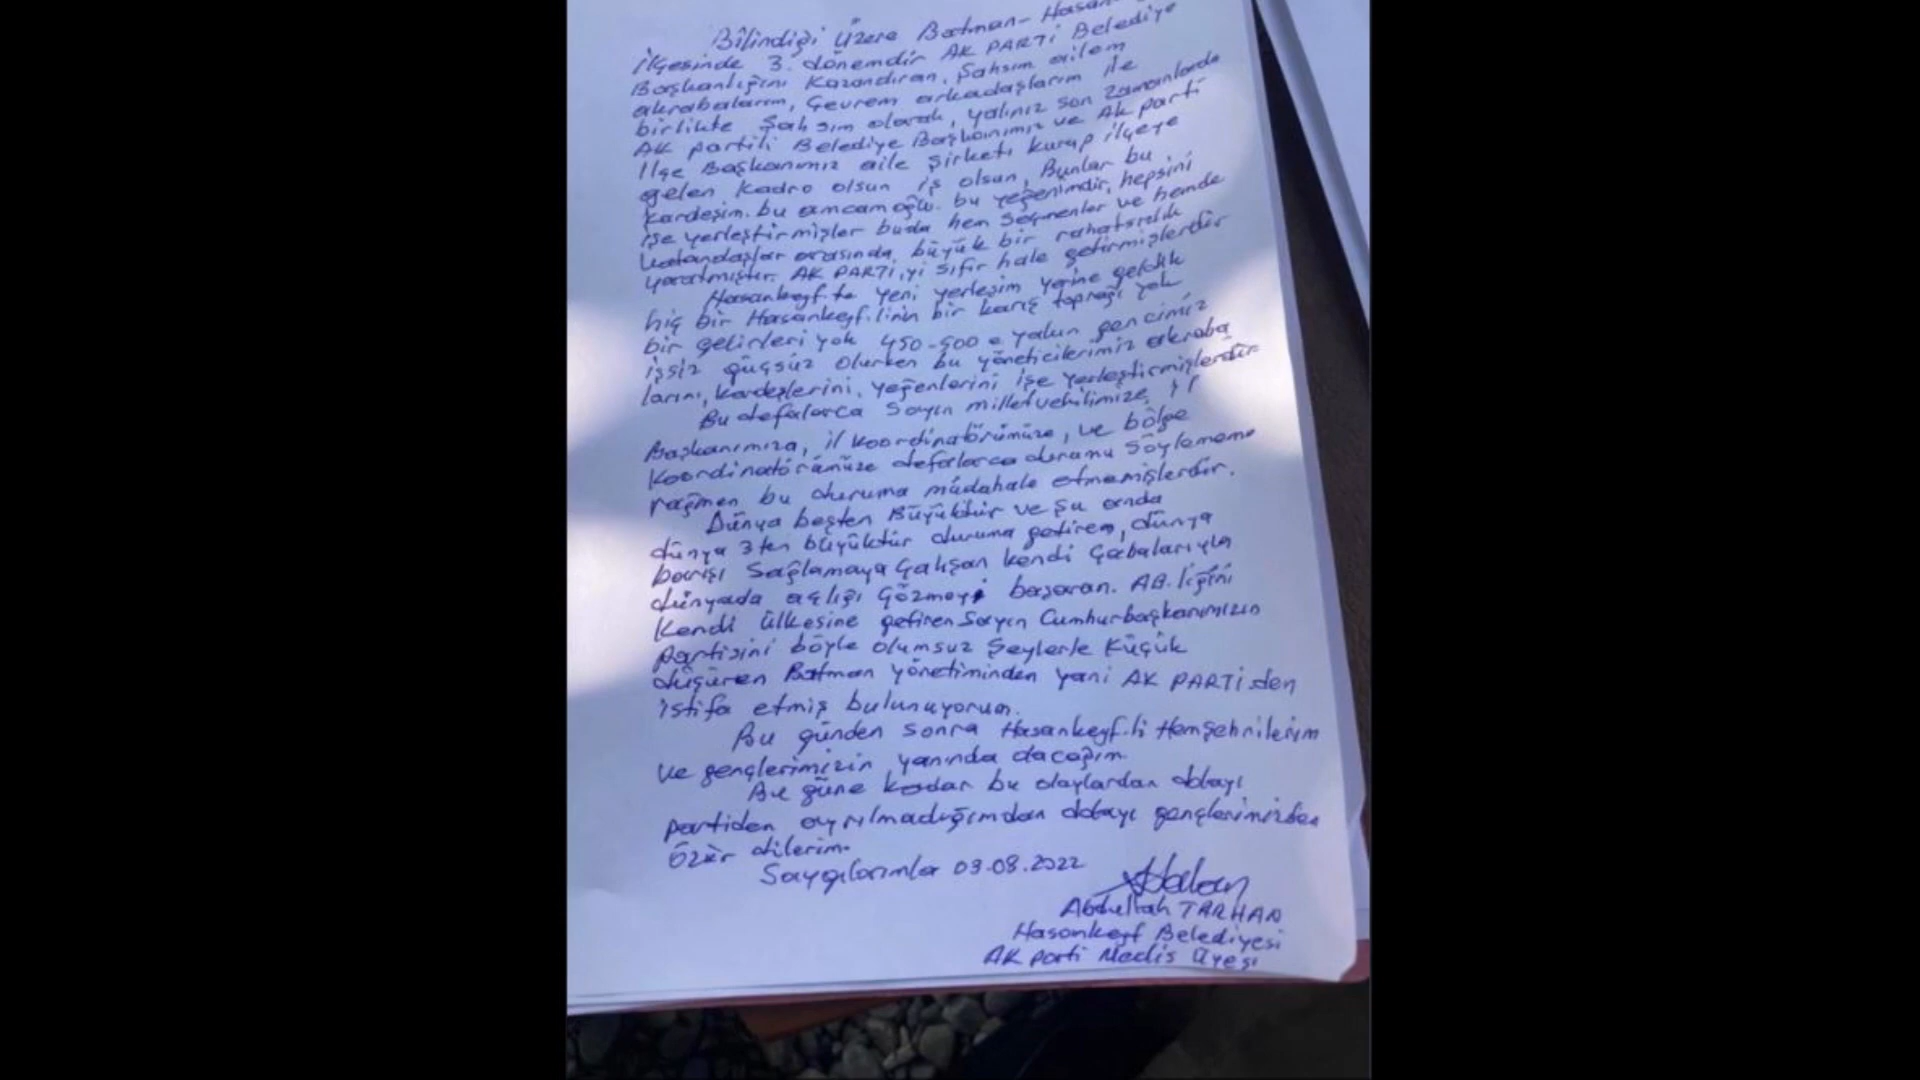 Bilindiği Üzere Batman-
İlçesinde 3. dönemdir AK PARTİ Belediye
Başkanlığını Kazandıran, Şahsım ailem
akrabalarım, Çevrem arkadaşlarım ile
birlikte Şahsım olarak, yalınız son Zamanlarda
AK partili Belediye Başkanımız ve AK parti
İlçe Başkanımız aile şirketi kurup ilçeye
gelen kadro olsun iş olsun, Bunlar bu
kardeşim. bu amcamoğlu. bu yeğenimdir, hepsini
işe yerleştirmişler buda hem Seçmenler ve hemde
vatandaşlar arasında büyük bir rahatsızlık
yaratmıştır. AK PARTİ,yi sıfır hale getirmişlerdir
Hasankeyf.te yeni yerleşim yerine geldik
hiç bir Hasankeyf.linin bir karış toprağı yok
bir gelirleri yok 450-500 e yakın gencimiz
işsiz güçsüz Olurken bu yöneticilerimiz akraba
larını, kardeşlerini, yeğenlerini işe yerleştirmişlerdir
Bu defalarca Sayın milletvekilimize,
Başkanımıza, il koordinatörümüze, ve bölge
Koordinatörümüze defalarca durumu Söylememe
rağmen bu duruma müdahale etmemişlerdir.
Dünya beşten Büyüktür ve şu anda
dünya 3ten büyüktür duruma getiren, dünya
barışı Sağlamaya Çalışan kendi Çabalarıyla
dünyada açlığı Çözmeyi başaran. AB.liğini
Kendi ülkesine getiren Sayın Cumhurbaşkanımızın
partisini böyle olumsuz Şeylerle Küçük
düşüren Batman yönetiminden yani AK PARTİ den
istifa etmiş bulunuyorum.
Bu günden sonra Hasankeyf.li Hemşehrilerim
ve gençlerimizin yanında dacağım.
Bu güne kadar bu olaylardan dolayı
partiden ayrılmadığımdan dolayı gençlerimizden
Özür dilerim.
Saygılarımla 03.08.2022
Abdullah TARHAN
Hasankeyf Belediyesi
AK parti Meclis Üyesi